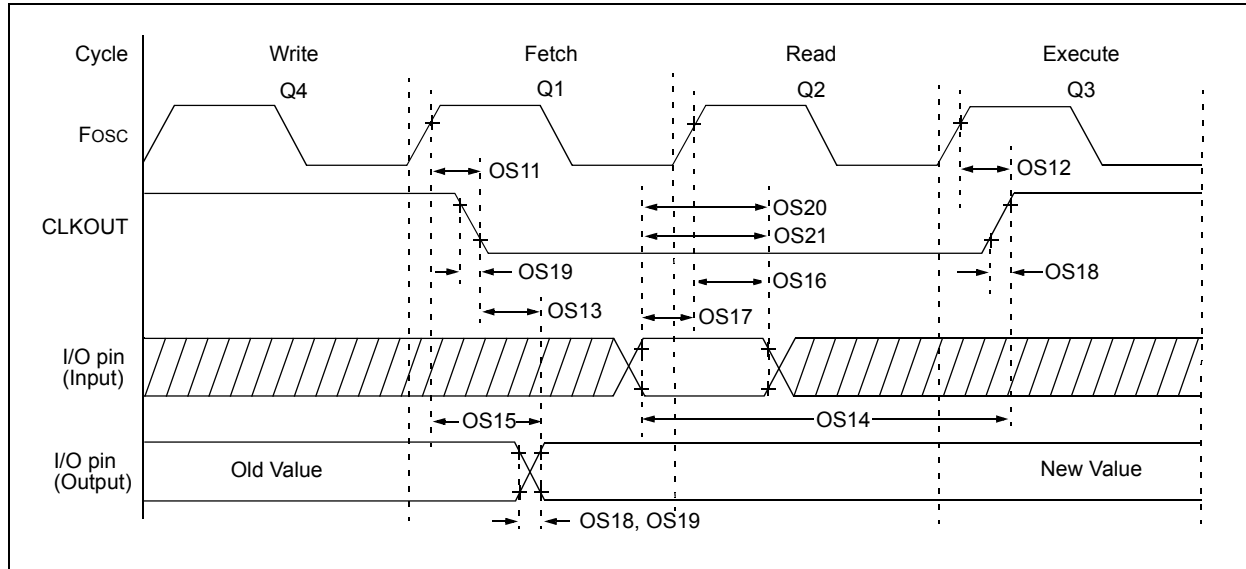 Cycle Write Fetch Read Execute
Q4 Q1 Q2 Q3
Fosc
OS11 OS12
OS20
CLKOUT
OS21
OS19 OS16 OS18
OS13 OS17
I/O pin
(Input)
OS15 OS14
I/O pin
(Output)
Old Value New Value
OS18, OS19